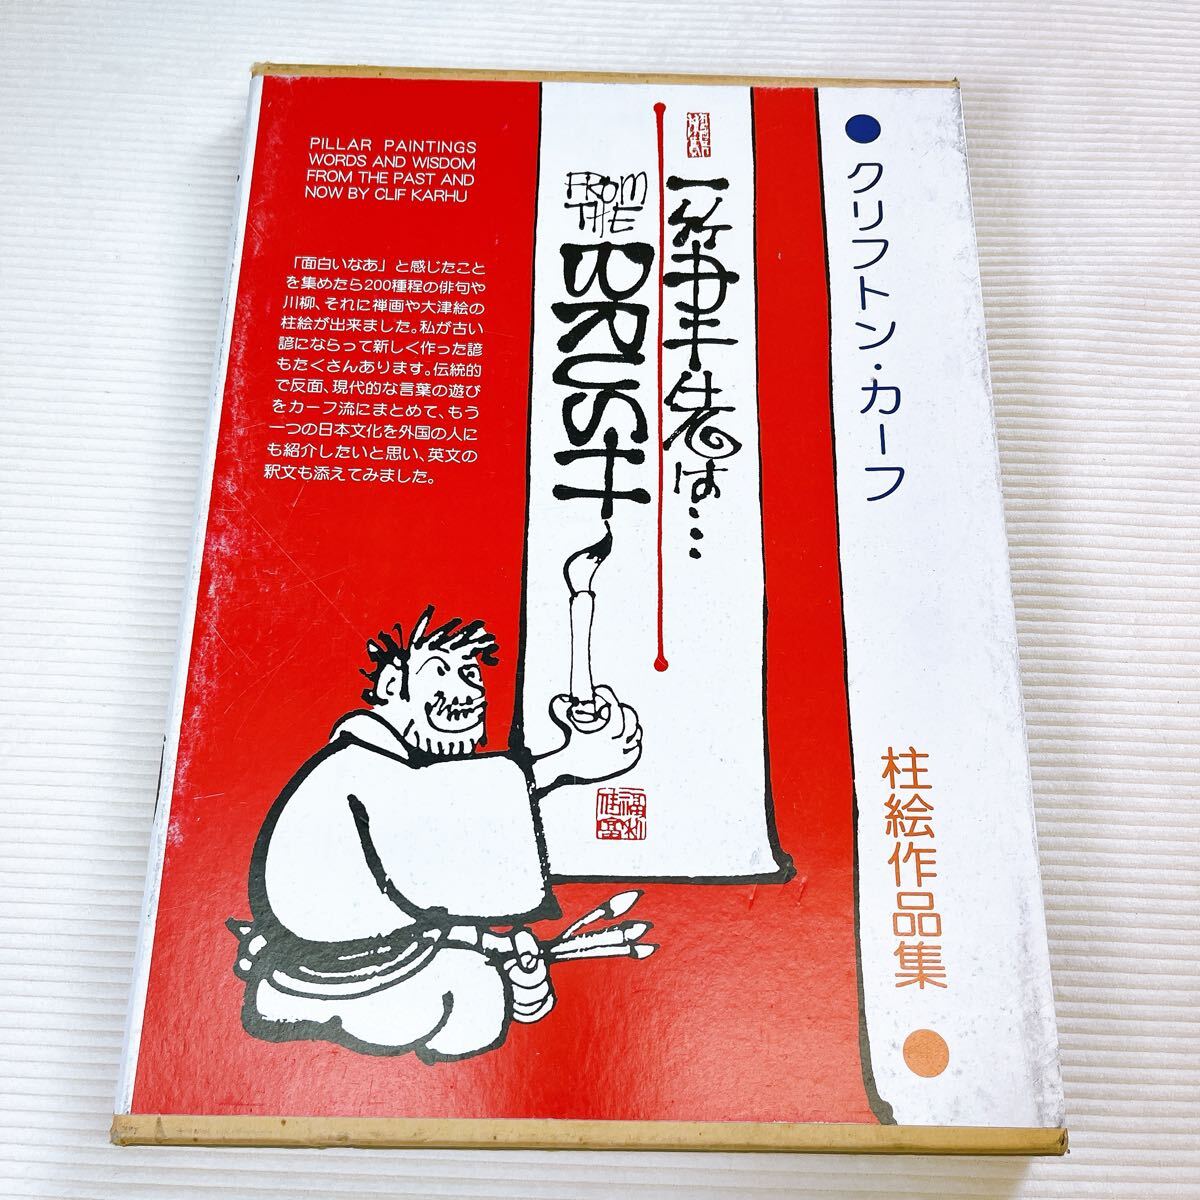 PILLAR PAINTINGS
WORDS AND WISDOM
FROM THE PAST AND
NOW BY CLIF KARHU
「面白いなあ」と感じたこと
を集めたら200種程の俳句や
川柳、それに禅画や大津絵の
柱絵が出来ました。私が古い
諺にならって新しく作った諺
もたくさんあります。伝統的
で反面、現代的な言葉の遊び
をカーフ流にまとめて、もう
一つの日本文化を外国の人に
も紹介したいと思い、英文の
釈文も添えてみました。
FROM
THE
BRUSH
一行筆先は…
●クリフトン・カーフ
柱絵作品集●